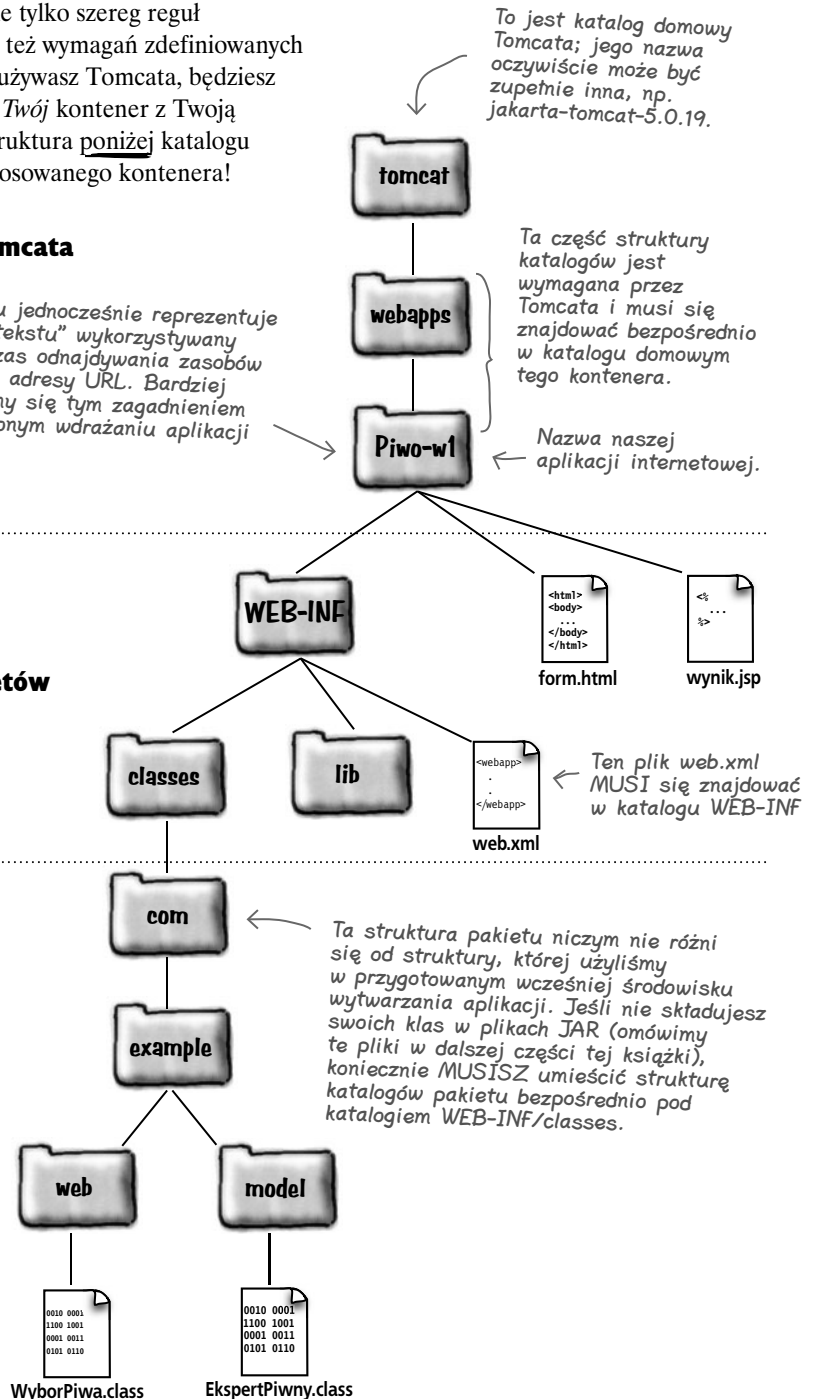 e tylko szereg reguł
też wymagań zdefiniowanych
używasz Tomcata, będziesz
Twój kontener z Twoją
ruktura poniżej katalogu
osowanego kontenera!
To jest katalog domowy
Tomcata; jego nazwa
oczywiście może być
zupełnie inna, np.
jakarta-tomcat-5.0.19.
tomcat
mcata
Ta część struktury
katalogów jest
wymagana przez
Tomcata i musi się
znajdować bezpośrednio
w katalogu domowym
tego kontenera.
webapps
u jednocześnie reprezentuje
tekstu” wykorzystywany
zas odnajdywania zasobów
adresy URL. Bardziej
ny się tym zagadnieniem
onym wdrażaniu aplikacji
Piwo-w1
Nazwa naszej
aplikacji internetowej.
WEB-INF
<html>
<body>
...
</body>
</html>
form.html
<%
...
%>
wynik.jsp
etów
classes
lib
<webapp>
.
.
</webapp>
web.xml
Ten plik web.xml
MUSI się znajdować
w katalogu WEB-INF
com
Ta struktura pakietu niczym nie różni
się od struktury, której użyliśmy
w przygotowanym wcześniej środowisku
wytwarzania aplikacji. Jeśli nie składujesz
swoich klas w plikach JAR (omówimy
te pliki w dalszej części tej książki),
koniecznie MUSISZ umieścić strukturę
katalogów pakietu bezpośrednio pod
katalogiem WEB-INF/classes.
example
web
model
0010 0001
1100 1001
0001 0011
0101 0110
WyborPiwa.class
0010 0001
1100 1001
0001 0011
0101 0110
EkspertPiwny.class